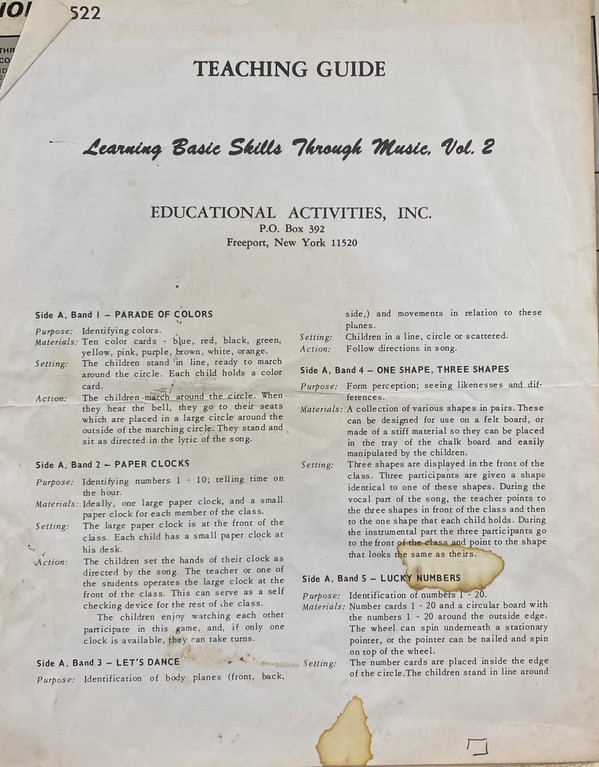 522
TEACHING GUIDE
Learning Basic Skills Through Music, Vol. 2
EDUCATIONAL ACTIVITIES, INC.
P.O. Box 392
Freeport, New York 11520
Side A, Band 1 – PARADE OF COLORS
Purpose: Identifying colors.
Materials: Ten color cards - blue, red, black, green,
yellow, pink, purple, brown, white, orange.
Setting: The children stand in line, ready to march
around the circle. Each child holds a color
card.
Action: The children march around the circle. When
they hear the bell, they go to their seats
which are placed in a large circle around the
outside of the marching circle. They stand and
sit as directed in the lyric of the song.
Side A, Band 2 – PAPER CLOCKS
Purpose: Identifying numbers 1 - 10; telling time on
the hour.
Materials: Ideally, one large paper clock, and a small
paper clock for each member of the class.
Setting: The large paper clock is at the front of the
class. Each child has a small paper clock at
his desk.
Action: The children set the hands of their clock as
directed by the song. The teacher or one of
the students operates the large clock at the
front of the class. This can serve as a self
checking device for the rest of the class.
The children enjoy watching each other
participate in this game, and, if only one
clock is available, they can take turns.
Side A, Band 3 – LET'S DANCE
Purpose: Identification of body planes (front, back,
side,) and movements in relation to these
planes.
Setting: Children in a line, circle or scattered.
Action: Follow directions in song.
Side A, Band 4 – ONE SHAPE, THREE SHAPES
Purpose: Form perception; seeing likenesses and dif-
ferences.
Materials: A collection of various shapes in pairs. These
can be designed for use on a felt board, or
made of a stiff material so they can be placed
in the tray of the chalk board and easily
manipulated by the children.
Setting: Three shapes are displayed in the front of the
class. Three participants are given a shape
identical to one of these shapes. During the
vocal part of the song, the teacher points to
the three shapes in front of the class and then
to the one shape that each child holds. During
the instrumental part the three participants go
to the front of the class and point to the shape
that looks the same as theirs.
Side A, Band 5 – LUCKY NUMBERS
Purpose: Identification of numbers 1 - 20.
Materials: Number cards 1 - 20 and a circular board with
the numbers 1 - 20 around the outside edge.
The wheel can spin underneath a stationary
pointer, or the pointer can be nailed and spin
on top of the wheel.
Setting: The number cards are placed inside the edge
of the circle.The children stand in line around